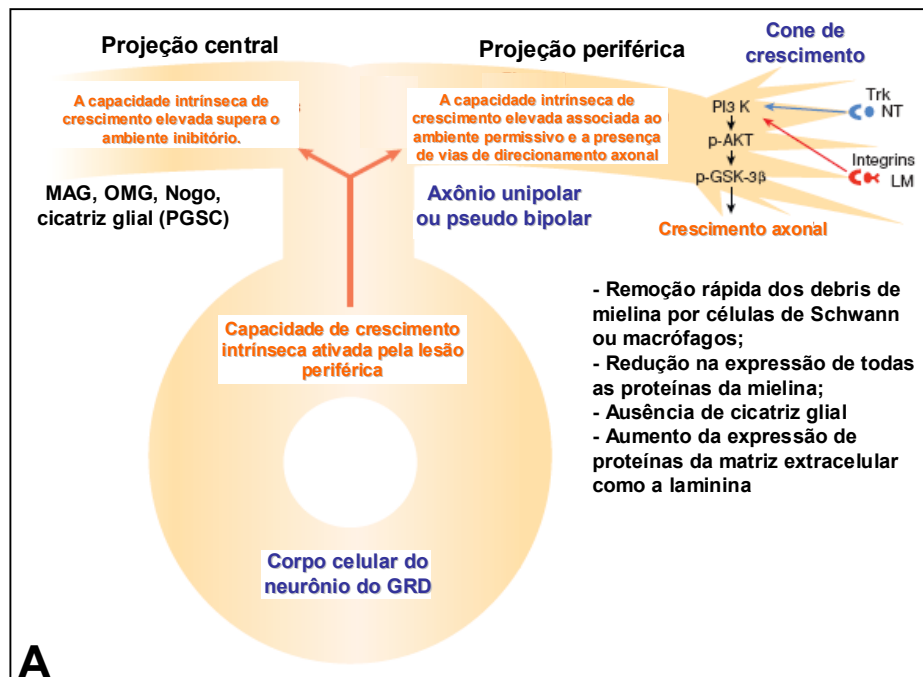 Projeção central
Projeção periférica
Cone de
crescimento
A capacidade intrínseca de
crescimento elevada supera o
ambiente inibitório.
A capacidade intrínseca de
crescimento elevada associada ao
ambiente permissivo e a presença
de vias de direcionamento axonal
PI3 K
p-AKT
p-GSK-3β
Crescimento axonal
Trk
NT
Integrins
LM
MAG, OMG, Nogo,
cicatriz glial (PGSC)
Axônio unipolar
ou pseudo bipolar
Capacidade de crescimento
intrínseca ativada pela lesão
periférica
- Remoção rápida dos debris de
mielina por células de Schwann
ou macrófagos;
- Redução na expressão de todas
as proteínas da mielina;
- Ausência de cicatriz glial
- Aumento da expressão de
proteínas da matriz extracelular
como a laminina
Corpo celular do
neurônio do GRD
A